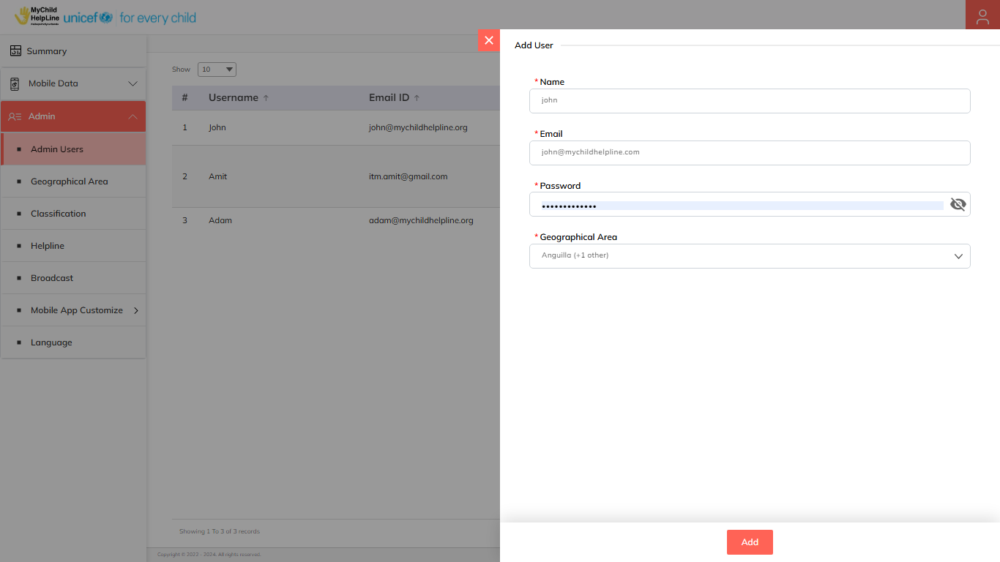 MyChild
HelpLine
unicef for every child
Summary
Mobile Data
Admin
Admin Users
Geographical Area
Classification
Helpline
Broadcast
Mobile App Customize
Language
Show 10
# Username ↑ Email ID ↑
1 John john@mychildhelpline.org
2 Amit itm.amit@gmail.com
3 Adam adam@mychildhelpline.org
Showing 1 To 3 of 3 records
Copyright © 2022 - 2024. All rights reserved.
Add User
*Name
john
*Email
john@mychildhelpline.com
*Password
•••••••••••••
*Geographical Area
Anguilla (+1 other)
Add